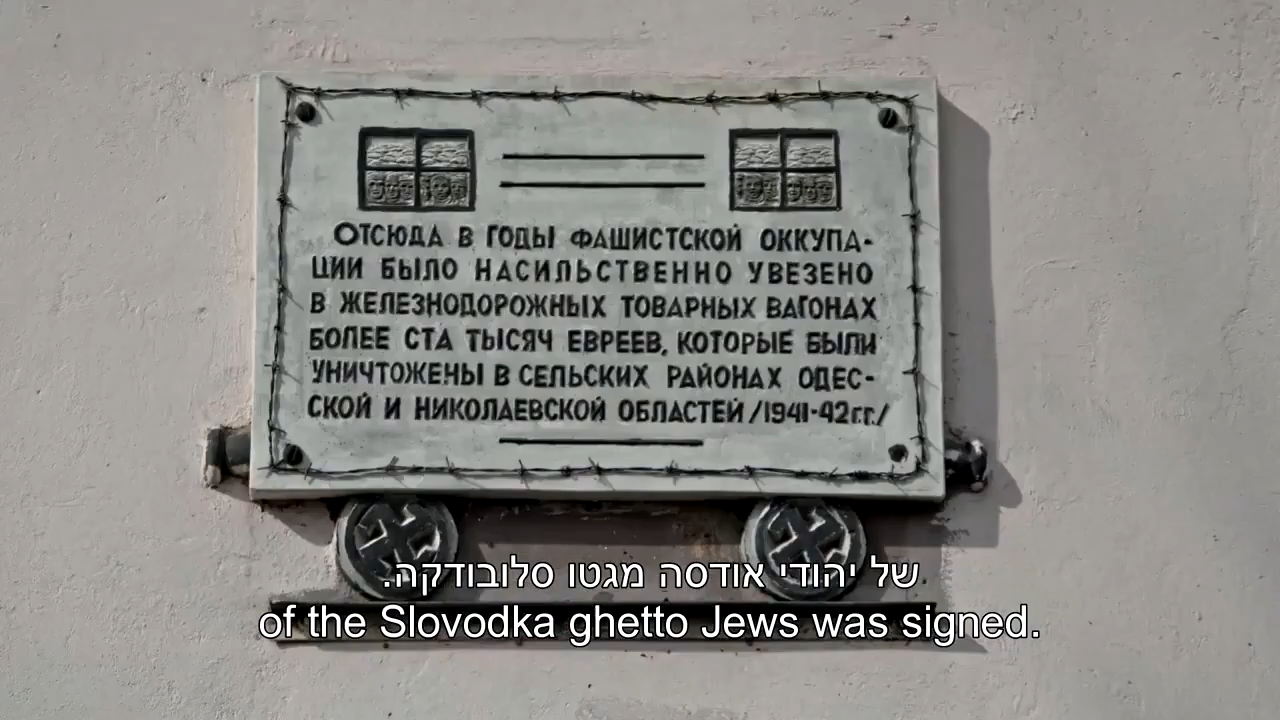 ОТСЮДА В ГОДЫ ФАШИСТСКОЙ ОККУПА-
ЦИИ БЫЛО НАСИЛЬСТВЕННО УВЕЗЕНО
В ЖЕЛЕЗНОДОРОЖНЫХ ТОВАРНЫХ ВАГОНАХ
БОЛЕЕ СТА ТЫСЯЧ ЕВРЕЕВ, КОТОРЫЕ БЫЛИ
УНИЧТОЖЕНЫ В СЕЛЬСКИХ РАЙОНАХ ОДЕС-
СКОЙ И НИКОЛАЕВСКОЙ ОБЛАСТЕЙ /1941-42г.г./
של יהודי אודסה מגטו סלובודקה.
of the Slovodka ghetto Jews was signed.